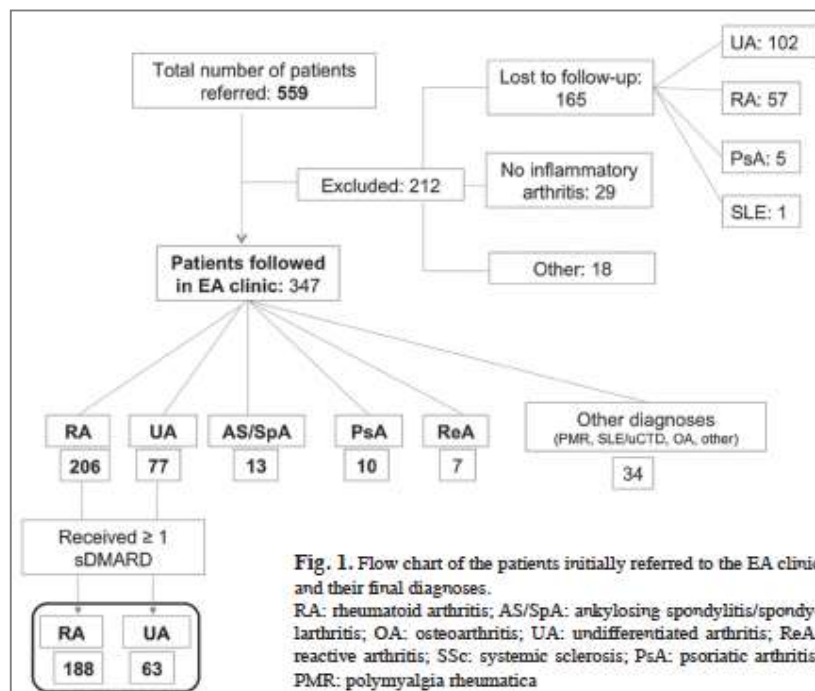 Total number of patients
referred: 559
Excluded: 212
Lost to follow-up:
165
UA: 102
RA: 57
PsA: 5
SLE: 1
No inflammatory
arthritis: 29
Other: 18
Patients followed
in EA clinic: 347
RA
206
UA
77
AS/SpA
13
PsA
10
ReA
7
Other diagnoses
(PMR, SLE/uCTD, OA, other)
34
Received ≥ 1
sDMARD
RA
188
UA
63
Fig. 1. Flow chart of the patients initially referred to the EA clinic
and their final diagnoses.
RA: rheumatoid arthritis; AS/SpA: ankylosing spondylitis/spondy-
larthritis; OA: osteoarthritis; UA: undifferentiated arthritis; ReA
reactive arthritis; SSc: systemic sclerosis; PsA: psoriatic arthritis
PMR: polymyalgia rheumatica